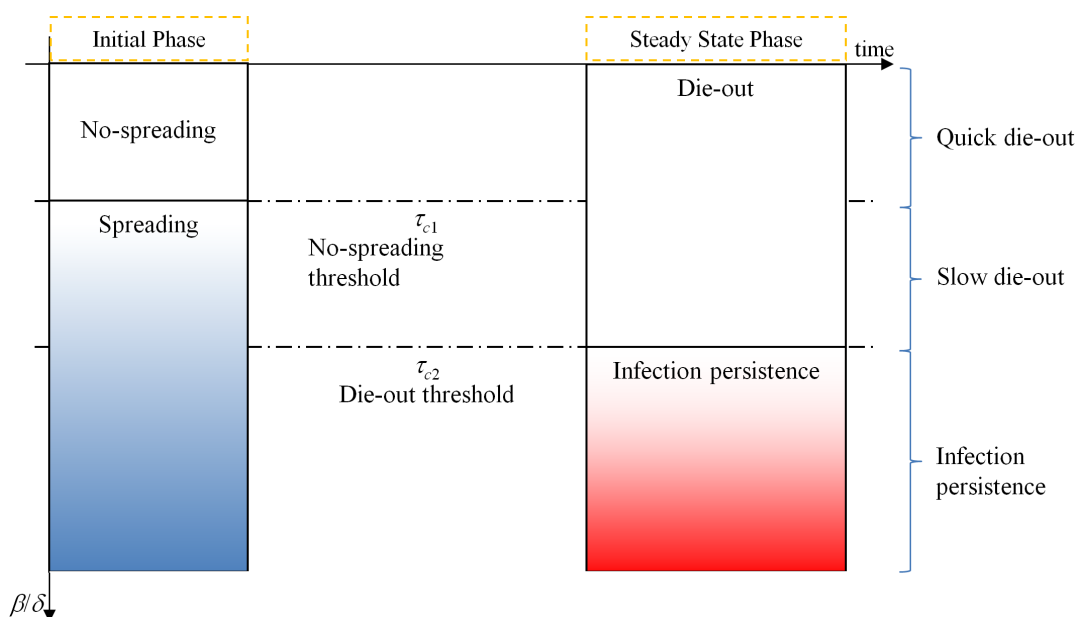 Initial Phase
Steady State Phase
time
Die-out
No-spreading
Quick die-out
τc1
Spreading
No-spreading
threshold
Slow die-out
τc2
Infection persistence
Die-out threshold
Infection
persistence
β/δ